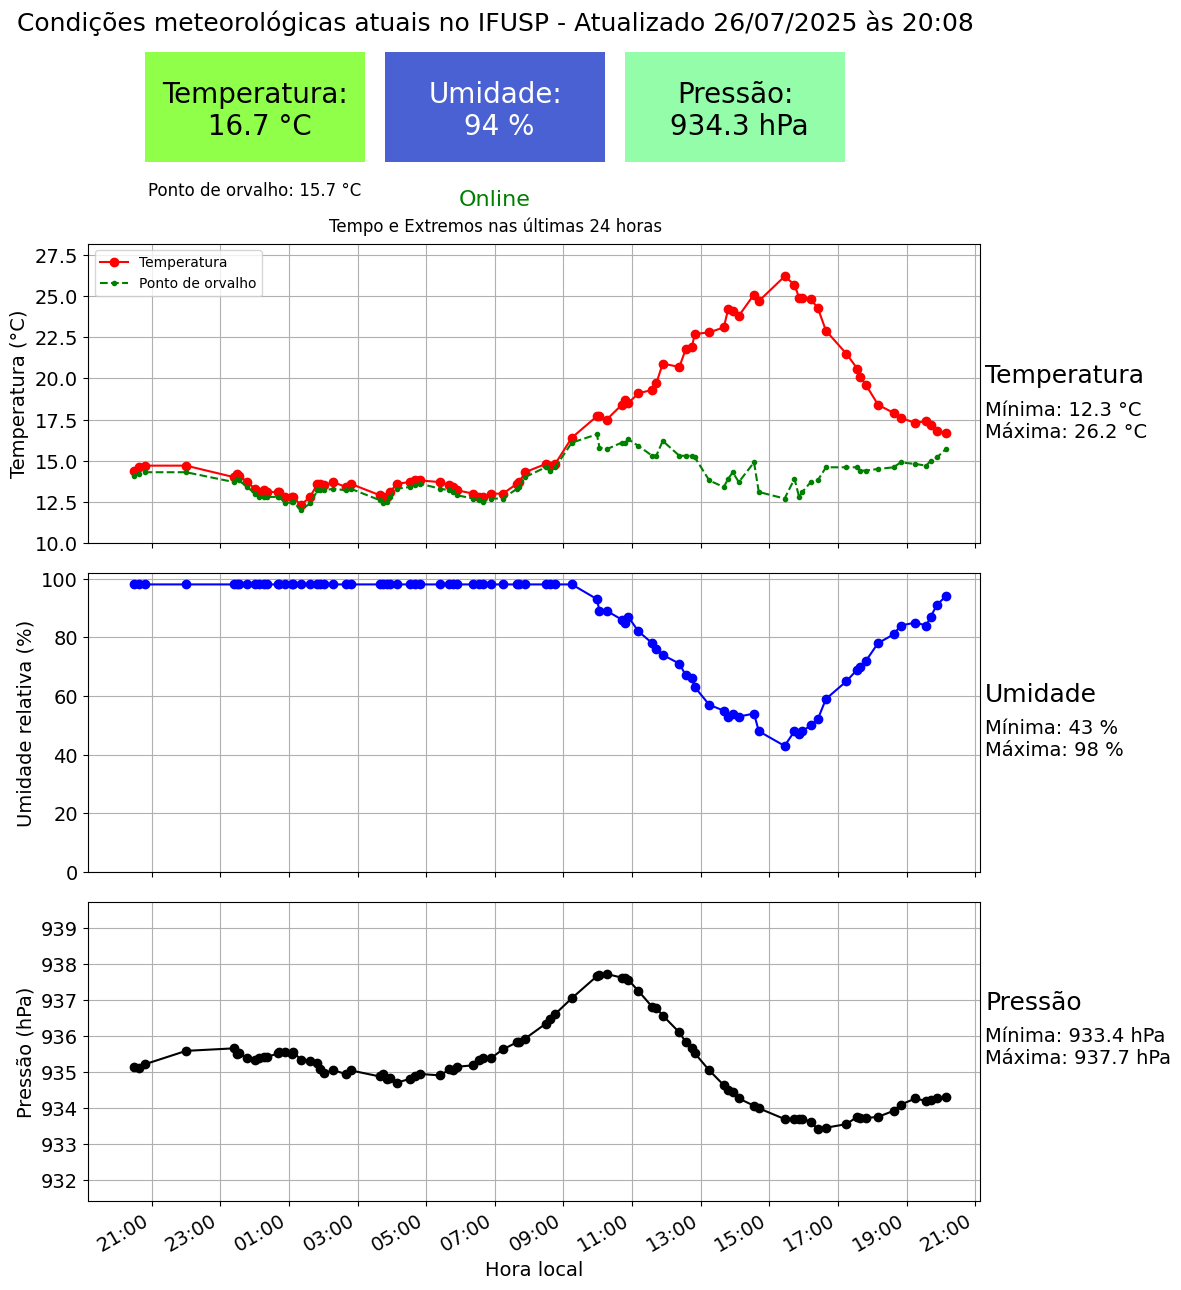 Condições meteorológicas atuais no IFUSP - Atualizado 26/07/2025 às 20:08
Temperatura:
16.7 °C
Umidade:
94 %
Pressão:
934.3 hPa
Ponto de orvalho: 15.7 °C
Online
Tempo e Extremos nas últimas 24 horas
Temperatura (°C)
27.5
25.0
22.5
20.0
17.5
15.0
12.5
10.0
Temperatura
Ponto de orvalho
Temperatura
Mínima: 12.3 °C
Máxima: 26.2 °C
Umidade relativa (%)
100
80
60
40
20
0
Umidade
Mínima: 43 %
Máxima: 98 %
Pressão (hPa)
939
938
937
936
935
934
933
932
Pressão
Mínima: 933.4 hPa
Máxima: 937.7 hPa
21:00
23:00
01:00
03:00
05:00
07:00
09:00
11:00
13:00
15:00
17:00
19:00
21:00
Hora local